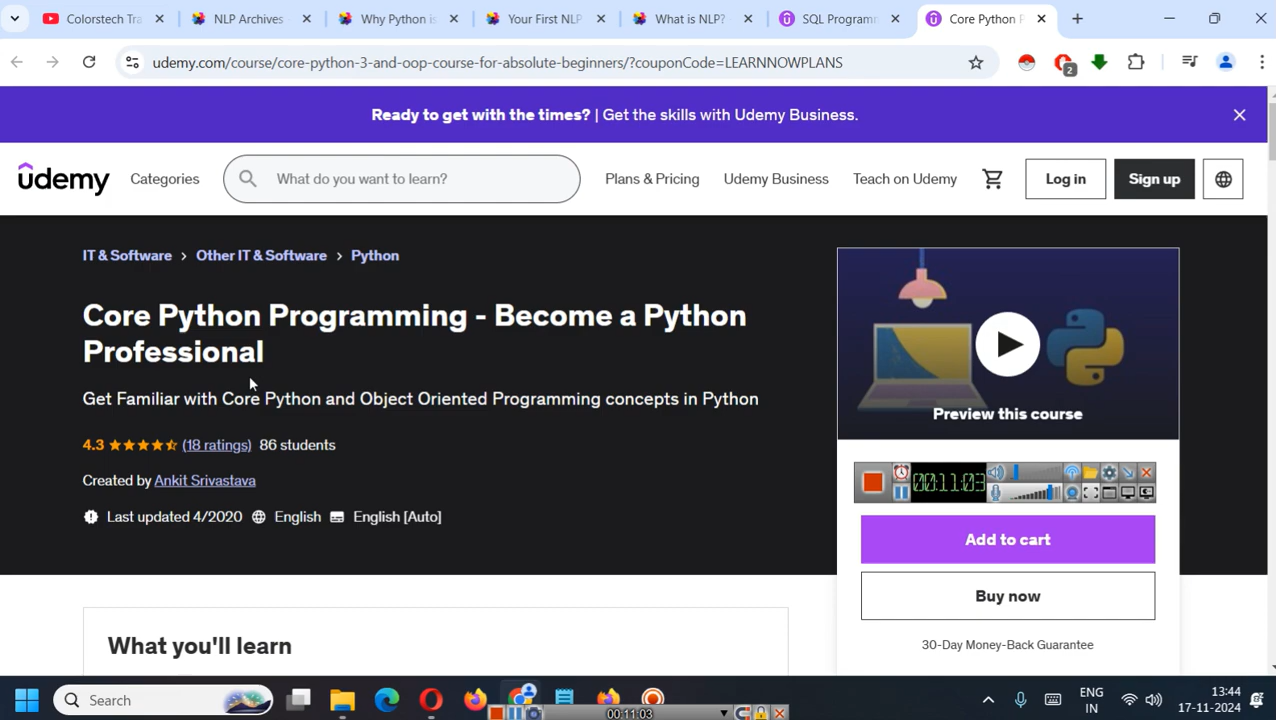 Colorstech Tra
NLP Archives -
Why Python is
Your First NLP
What is NLP? -
SQL Programm
Core Python P
udemy.com/course/core-python-3-and-oop-course-for-absolute-beginners/?couponCode=LEARNNOWPLANS
2
Ready to get with the times? | Get the skills with Udemy Business.
udemy
Categories
What do you want to learn?
Plans & Pricing
Udemy Business
Teach on Udemy
Log in
Sign up
IT & Software > Other IT & Software > Python
Core Python Programming - Become a Python
Professional
Get Familiar with Core Python and Object Oriented Programming concepts in Python
4.3 (18 ratings) 86 students
Created by Ankit Srivastava
Last updated 4/2020 English English [Auto]
Preview this course
00:11:03
Add to cart
Buy now
30-Day Money-Back Guarantee
What you'll learn
Search
00:11:03
ENG
IN
13:44
17-11-2024